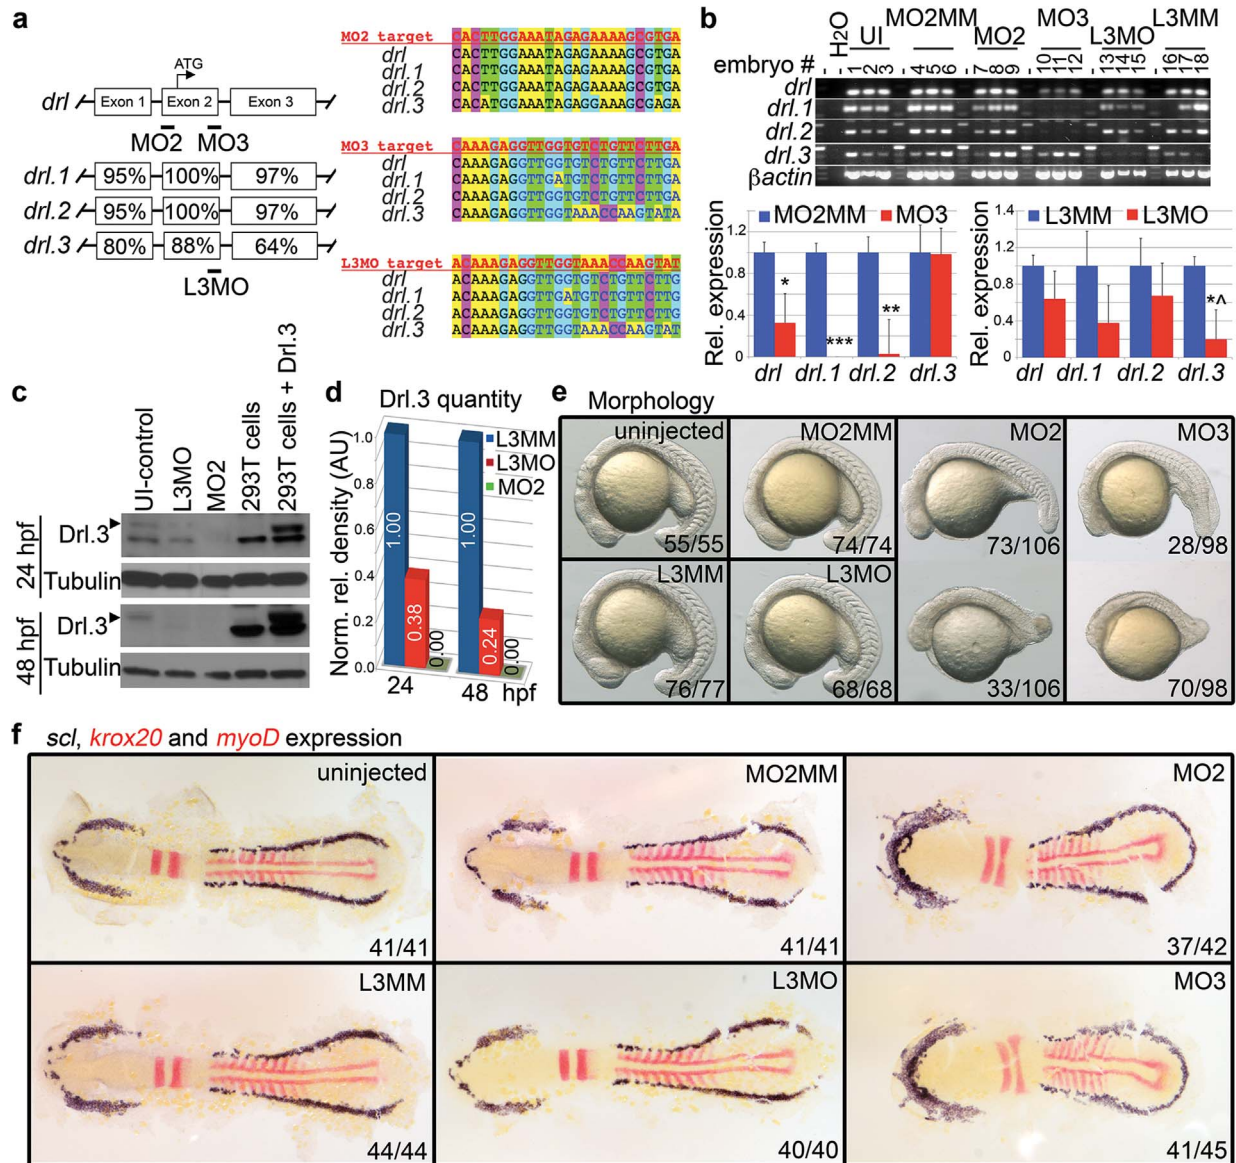 a
ATG
drl
Exon 1 Exon 2 Exon 3
MO2 MO3
drl.1 95% 100% 97%
drl.2 95% 100% 97%
drl.3 80% 88% 64%
L3MO
MO2 target CACTTGGAAATAGAGAAAAGCGTGA
drl CACTTGGAAATAGAGAAAAGCGTGA
drl.1 CACTTGGAAATAGAGAAAAGCGTGA
drl.2 CACTTGGAAATAGAGAAAAGCGTGA
drl.3 CACATGGAAATAGAGGAAAGCGAGA
MO3 target CAAAGAGGTTGGTGTCTGTTCTTGA
drl CAAAGAGGTTGGTGTCTGTTCTTGA
drl.1 CAAAGAGGTTGATGTCTGTTCTTGA
drl.2 CAAAGAGGTTGGTGTCTGTTCTTGA
drl.3 CAAAGAGGTTGGTAAACCAAGTATA
L3MO target ACAAAGAGGTTGGTAAACCAAGTAT
drl ACAAAGAGGTTGGTGTCTGTTCTTG
drl.1 ACAAAGAGGTTGATGTCTGTTCTTG
drl.2 ACAAAGAGGTTGGTGTCTGTTCTTG
drl.3 ACAAAGAGGTTGGTAAACCAAGTAT
b
H2O UI MO2MM MO2 MO3 L3MO L3MM
embryo # - - 1 2 3 - 4 5 6 - 7 8 9 - 10 11 12 - 13 14 15 - 16 17 18
drl
drl.1
drl.2
drl.3
βactin
MO2MM MO3
Rel. expression
1.2
0.8
0.4
0
* *** **
drl drl.1 drl.2 drl.3
L3MM L3MO
Rel. expression
1.4
1.2
0.8
0.4
0
*^
drl drl.1 drl.2 drl.3
c
UI-control L3MO MO2 293T cells 293T cells + Drl.3
24 hpf
Drl.3
Tubulin
48 hpf
Drl.3
Tubulin
d Drl.3 quantity
Norm. rel. density (AU)
1.0
0.8
0.6
0.4
0.2
0.0
L3MM
L3MO
MO2
1.00 0.38 0.00 1.00 0.24 0.00
24 48 hpf
e Morphology
uninjected MO2MM MO2 MO3
55/55 74/74 73/106 28/98
L3MM L3MO
76/77 68/68 33/106 70/98
f scl, krox20 and myoD expression
uninjected MO2MM MO2
41/41 41/41 37/42
L3MM L3MO MO3
44/44 40/40 41/45